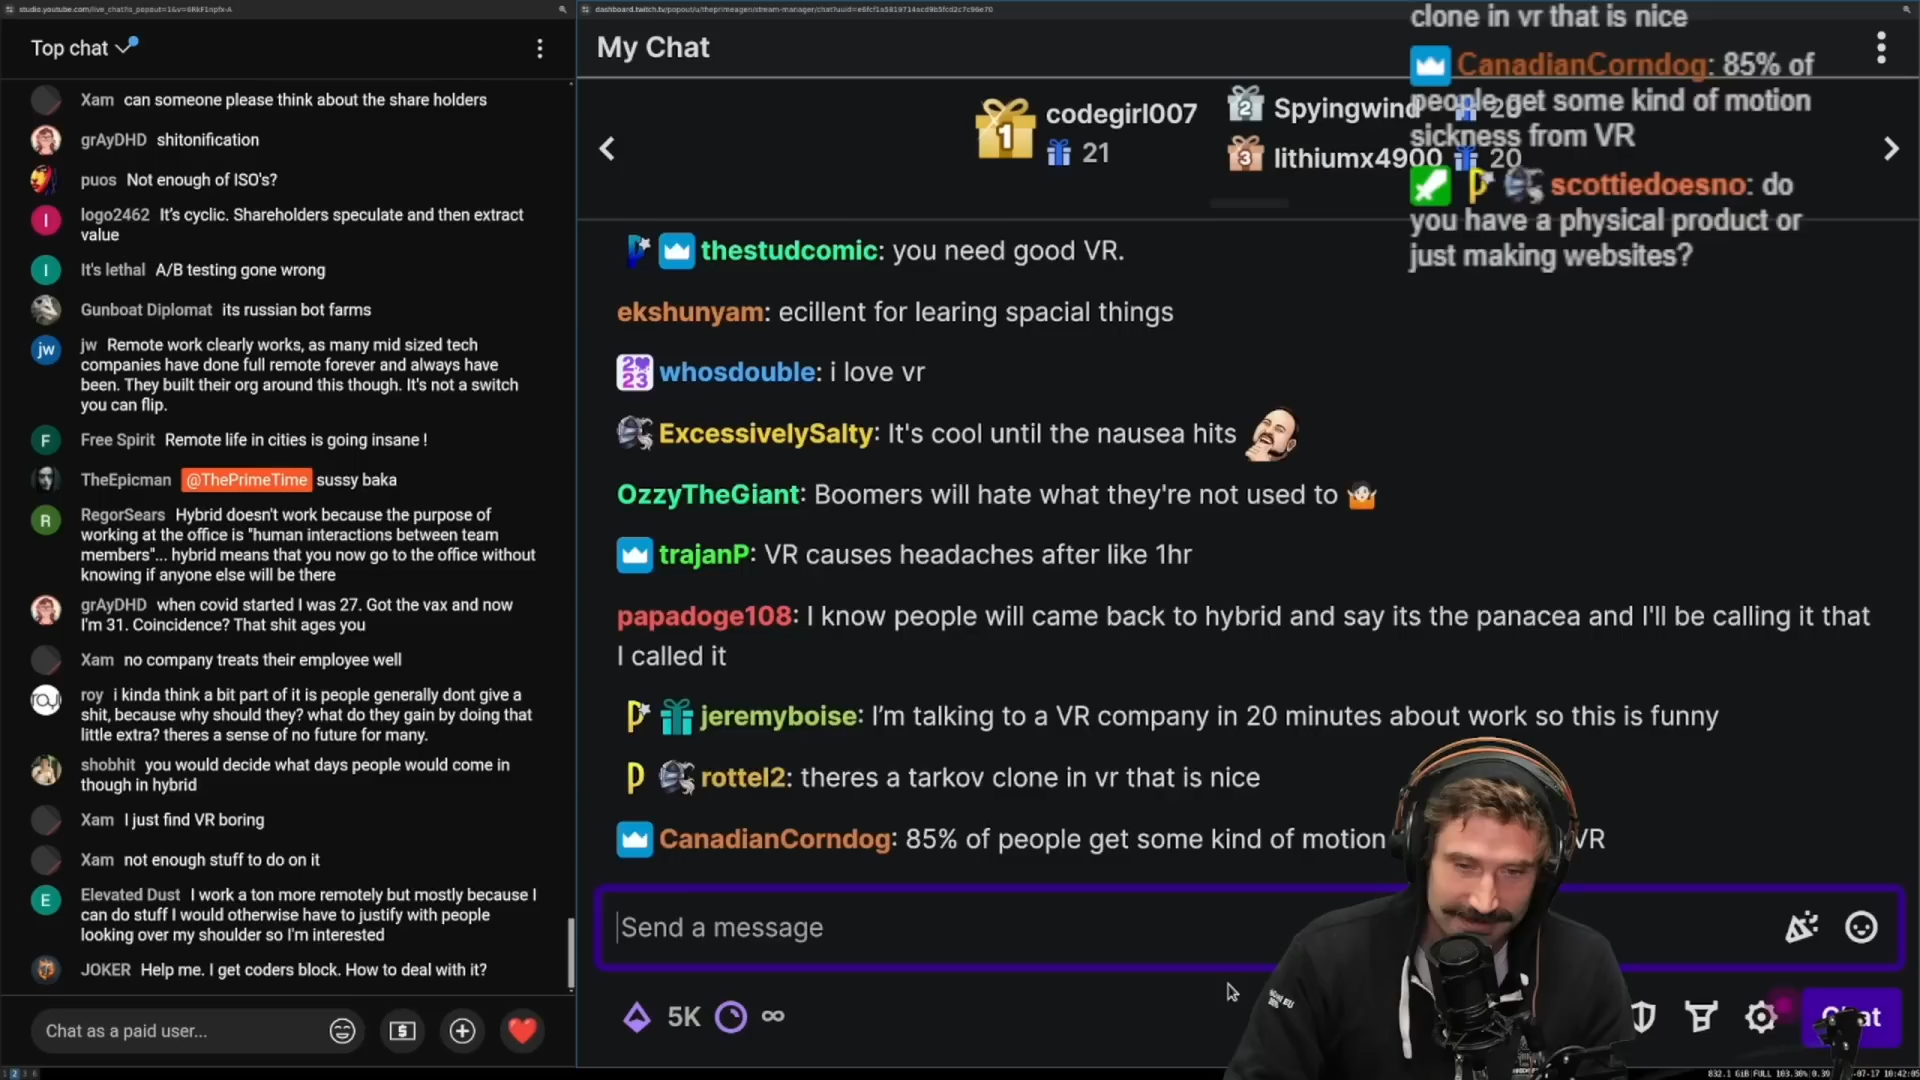 studio.youtube.com/live_chat?is_popout=1&v=6RkF1npfx-A
Top chat
Xam can someone please think about the share holders
grAyDHD shitonification
puos Not enough of ISO's?
logo2462 It's cyclic. Shareholders speculate and then extract
value
It's lethal A/B testing gone wrong
Gunboat Diplomat its russian bot farms
jw Remote work clearly works, as many mid sized tech
companies have done full remote forever and always have
been. They built their org around this though. It's not a switch
you can flip.
Free Spirit Remote life in cities is going insane !
TheEpicman @ThePrimeTime sussy baka
RegorSears Hybrid doesn't work because the purpose of
working at the office is "human interactions between team
members"... hybrid means that you now go to the office without
knowing if anyone else will be there
grAyDHD when covid started I was 27. Got the vax and now
I'm 31. Coincidence? That shit ages you
Xam no company treats their employee well
roy i kinda think a bit part of it is people generally dont give a
shit, because why should they? what do they gain by doing that
little extra? theres a sense of no future for many.
shobhit you would decide what days people would come in
though in hybrid
Xam I just find VR boring
Xam not enough stuff to do on it
Elevated Dust I work a ton more remotely but mostly because I
can do stuff I would otherwise have to justify with people
looking over my shoulder so I'm interested
JOKER Help me. I get coders block. How to deal with it?
Chat as a paid user...
My Chat
1 codegirl007
21
2 Spyingwind 20
3 lithiumx4900 20
thestudcomic: you need good VR.
ekshunyam: ecillent for learing spacial things
whosdouble: i love vr
ExcessivelySalty: It's cool until the nausea hits
OzzyTheGiant: Boomers will hate what they're not used to
trajanP: VR causes headaches after like 1hr
papadoge108: I know people will came back to hybrid and say its the panacea and I'll be calling it that
I called it
jeremyboise: I'm talking to a VR company in 20 minutes about work so this is funny
rottel2: theres a tarkov clone in vr that is nice
CanadianCorndog: 85% of people get some kind of motion VR
Send a message
5K ∞
clone in vr that is nice
CanadianCorndog: 85% of
people get some kind of motion
sickness from VR
scottiedoesno: do
you have a physical product or
just making websites?